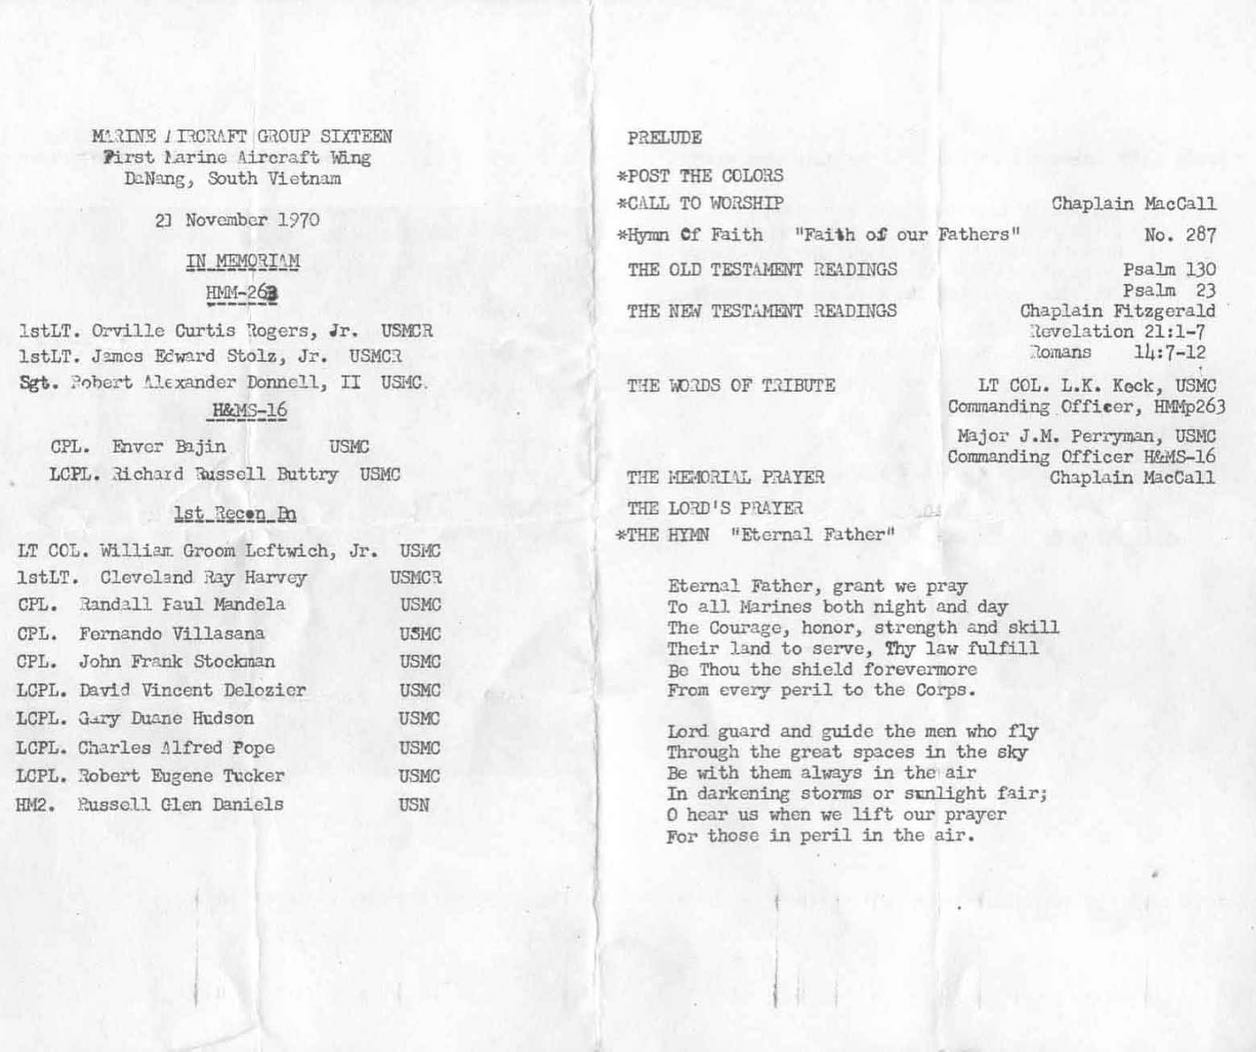 MARINE AIRCRAFT GROUP SIXTEEN
First Marine Aircraft Wing
DaNang, South Vietnam
21 November 1970
IN MEMORIAM
HMM-263
1stLT. Orville Curtis Rogers, Jr. USMCR
1stLT. James Edward Stolz, Jr. USMCR
Sgt. Robert Alexander Donnell, II USMC.
H&MS-16
CPL. Enver Bajin USMC
LCPL. Richard Russell Buttry USMC
1st Recon Bn
LT COL. William Groom Leftwich, Jr. USMC
1stLT. Cleveland Ray Harvey USMCR
CPL. Randall Paul Mandela USMC
CPL. Fernando Villasana USMC
CPL. John Frank Stockman USMC
LCPL. David Vincent Delozier USMC
LCPL. Gary Duane Hudson USMC
LCPL. Charles Alfred Pope USMC
LCPL. Robert Eugene Tucker USMC
HM2. Russell Glen Daniels USN
PRELUDE
*POST THE COLORS
*CALL TO WORSHIP Chaplain MacCall
*Hymn Of Faith "Faith of our Fathers" No. 287
THE OLD TESTAMENT READINGS Psalm 130
Psalm 23
THE NEW TESTAMENT READINGS Chaplain Fitzgerald
Revelation 21:1-7
Romans 14:7-12
THE WORDS OF TRIBUTE LT COL. L.K. Keck, USMC
Commanding Officer, HMMp263
Major J.M. Perryman, USMC
Commanding Officer H&MS-16
THE MEMORIAL PRAYER Chaplain MacCall
THE LORD'S PRAYER
*THE HYMN "Eternal Father"
Eternal Father, grant we pray
To all Marines both night and day
The Courage, honor, strength and skill
Their land to serve, Thy law fulfill
Be Thou the shield forevermore
From every peril to the Corps.
Lord guard and guide the men who fly
Through the great spaces in the sky
Be with them always in the air
In darkening storms or sunlight fair;
O hear us when we lift our prayer
For those in peril in the air.